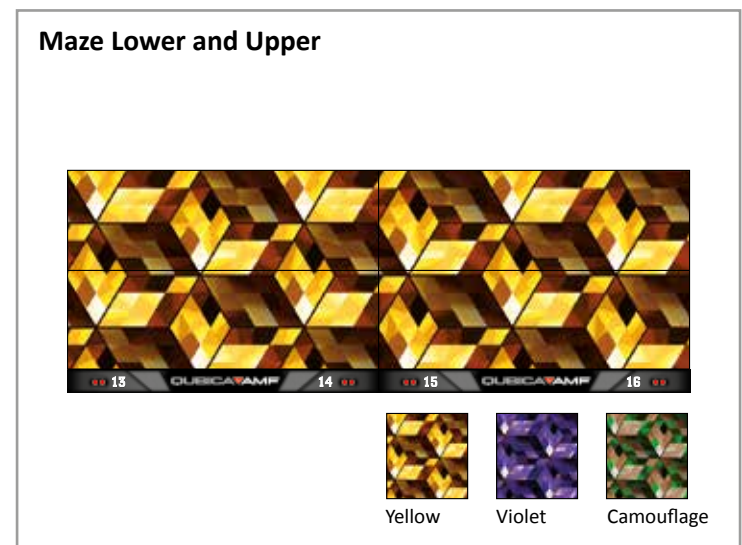 Maze Lower and Upper
13 QUBICAAMF 14 15 QUBICAAMF 16
Yellow Violet Camouflage